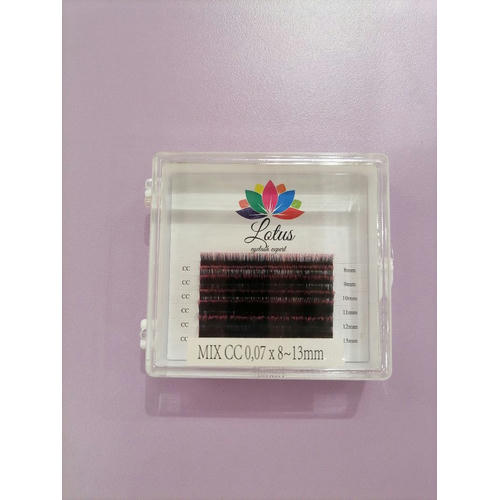 Lotus
eyelash expert
CC 8mm
CC 9mm
CC 10mm
CC 11mm
CC 12mm
CC 13mm
MIX CC 0,07 x 8~13mm